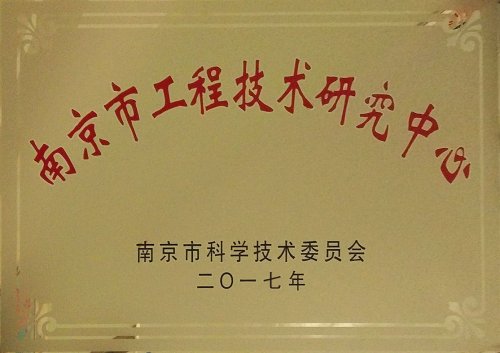 南京市工程技术研究中心
南京市科学技术委员会
二〇一七年